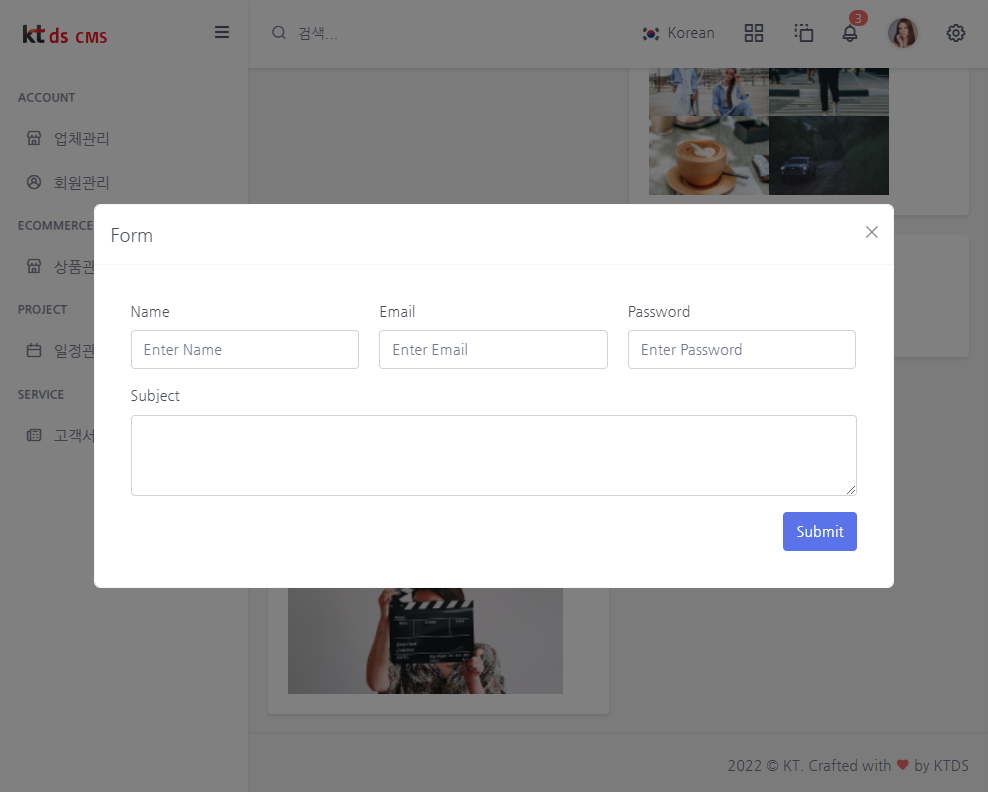 kt ds CMS
검색...
Korean
3
ACCOUNT
업체관리
회원관리
ECOMMERCE
상품관
PROJECT
일정관
SERVICE
고객서
Form
Name
Email
Password
Enter Name
Enter Email
Enter Password
Subject
Submit
2022 © KT. Crafted with ❤ by KTDS